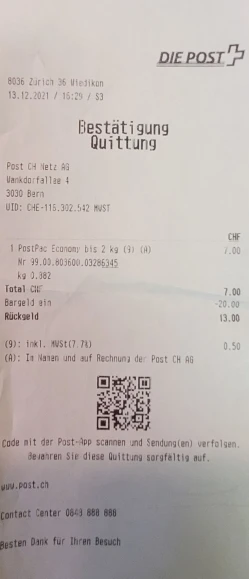 DIE POST
8036 Zürich 36 Wiedikon
13.12.2021 / 15:29 / S3
Bestätigung
Quittung
Post CH Netz AG
Wankdorfallee 4
3030 Bern
UID: CHE-116.302.542 MWST
CHF
1 PostPac Economy bis 2 kg (9) (A) 7.00
Nr 99.00.803600.03286345
kg 0.982
Total CHF 7.00
Bargeld ein -20.00
Rückgeld 13.00
(9): inkl. MWSt(7.7%) 0.50
(A): Im Namen und auf Rechnung der Post CH AG
Code mit der Post-App scannen und Sendung(en) verfolgen.
Bewahren Sie diese Quittung sorgfältig auf.
www.post.ch
Contact Center 0848 888 888
Besten Dank für Ihren Besuch